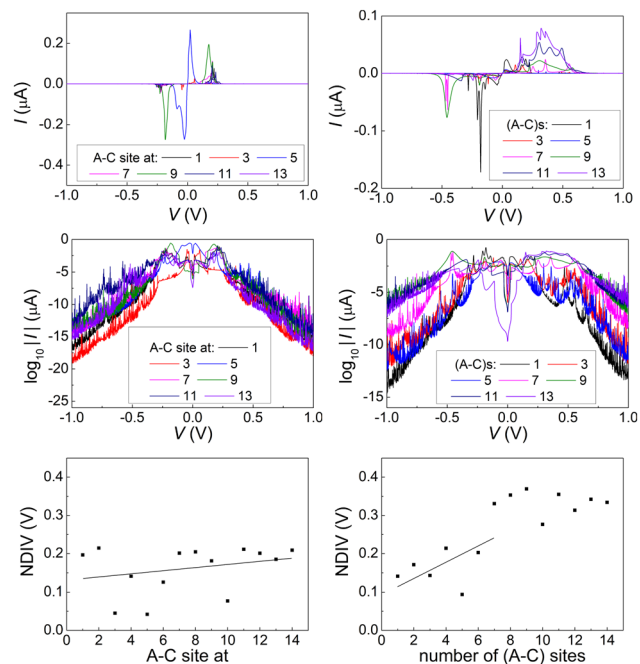 0.4
0.2
0.0
-0.2
-0.4
I (μA)
A-C site at: 1 3 5
7 9 11 13
-1.0 -0.5 0.0 0.5 1.0
V (V)
0.1
0.0
-0.1
-0.2
I (μA)
(A-C)s: 1
3 5
7 9
11 13
-1.0 -0.5 0.0 0.5 1.0
V (V)
0
-5
-10
-15
-20
-25
log10 |I| (μA)
A-C site at: 1
3 5
7 9
11 13
-1.0 -0.5 0.0 0.5 1.0
V (V)
0
-5
-10
-15
log10 |I| (μA)
(A-C)s: 1 3
5 7 9
11 13
-1.0 -0.5 0.0 0.5 1.0
V (V)
0.4
0.3
0.2
0.1
0.0
NDIV (V)
0 2 4 6 8 10 12 14
A-C site at
0.4
0.3
0.2
0.1
0.0
NDIV (V)
0 2 4 6 8 10 12 14
number of (A-C) sites